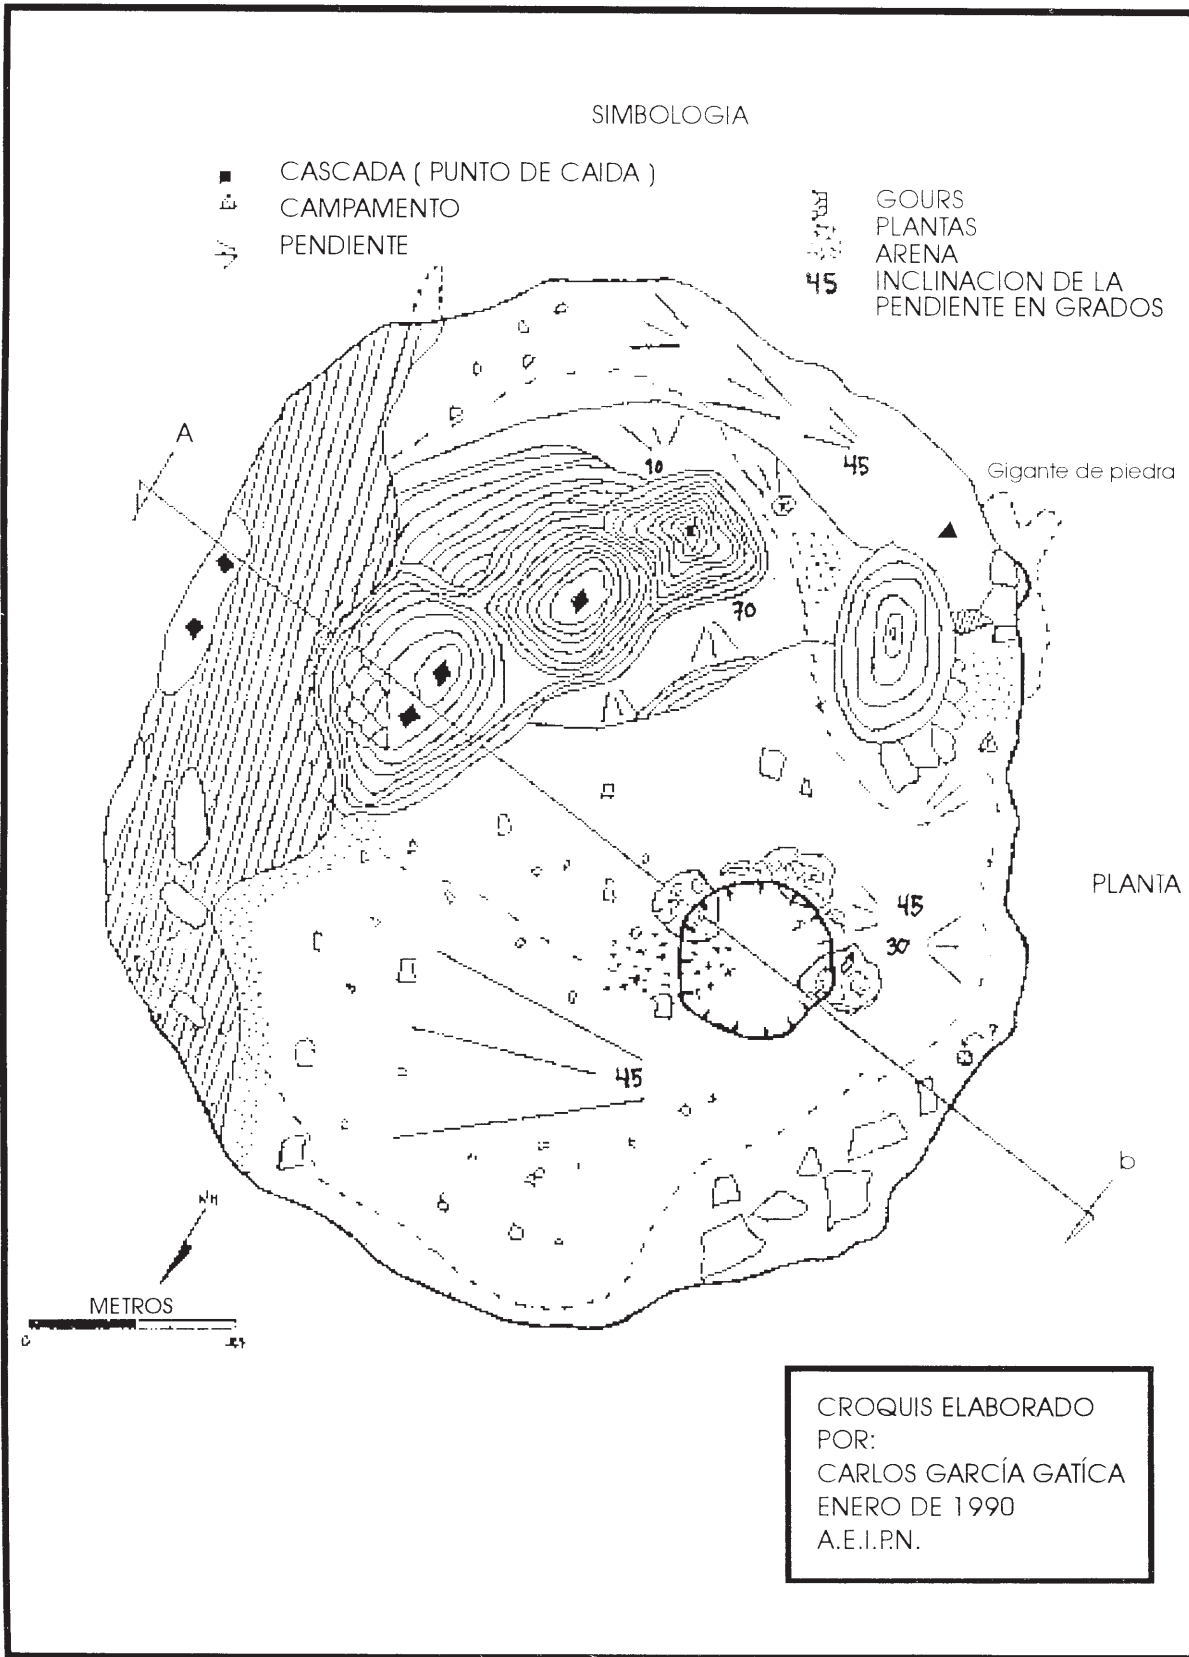 SIMBOLOGIA
CASCADA ( PUNTO DE CAIDA )
CAMPAMENTO
PENDIENTE
GOURS
PLANTAS
ARENA
45 INCLINACION DE LA
PENDIENTE EN GRADOS
A
45
Gigante de piedra
70
PLANTA
45
30
?
45
b
METROS
0
CROQUIS ELABORADO
POR:
CARLOS GARCÍA GATÍCA
ENERO DE 1990
A.E.I.P.N.